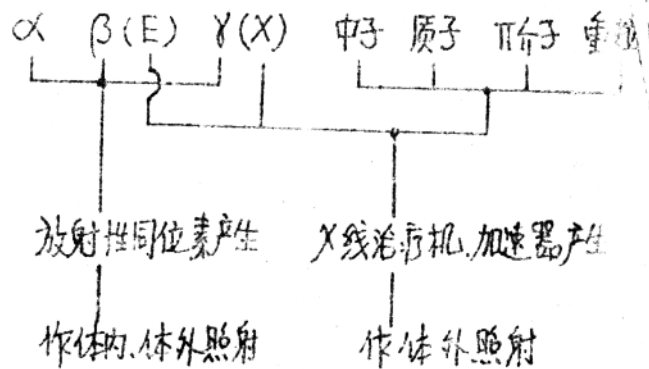 α β(E) γ(X) 中子 质子 π介子 重
放射性同位素产生 X线治疗机、加速器产生
作体内、体外照射 作体外照射